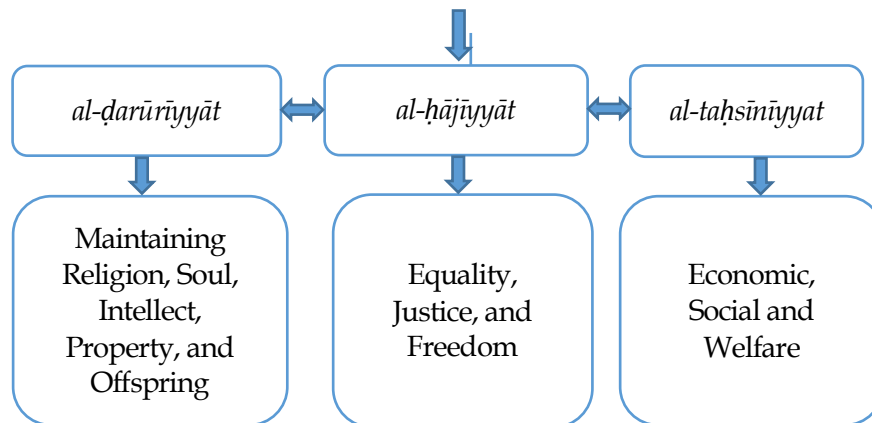 al-ḍarūrīyyāt
al-ḥājīyyāt
al-taḥsīnīyyat
Maintaining
Religion, Soul,
Intellect,
Property, and
Offspring
Equality,
Justice, and
Freedom
Economic,
Social and
Welfare